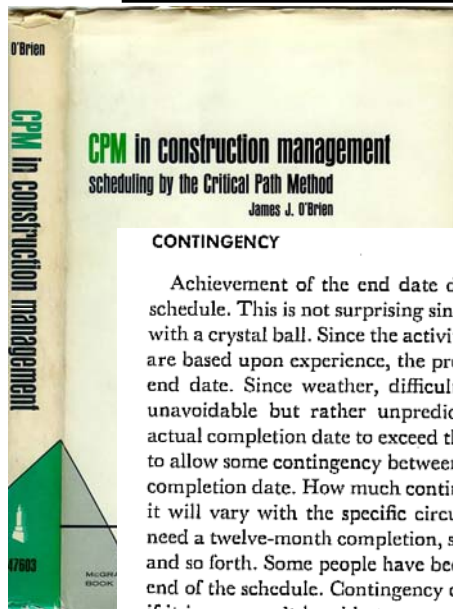 O'Brien
CPM in construction management
47603
CPM in construction management
scheduling by the Critical Path Method
James J. O'Brien
McGRA
BOOK
CONTINGENCY
Achievement of the end date d
schedule. This is not surprising sin
with a crystal ball. Since the activi
are based upon experience, the pr
end date. Since weather, difficul
unavoidable but rather unpredic
actual completion date to exceed th
to allow some contingency between
completion date. How much conti
it will vary with the specific circu
need a twelve-month completion, s
and so forth. Some people have bee
end of the schedule. Contingency